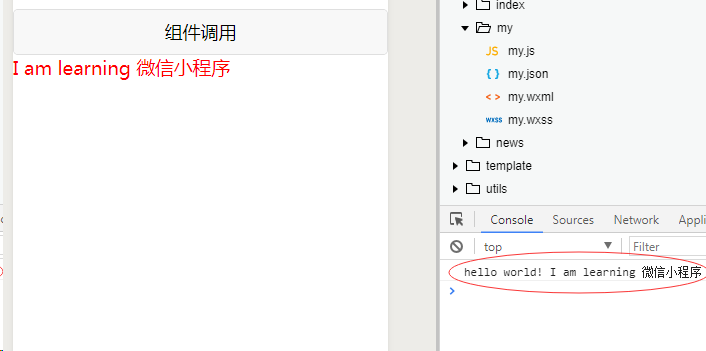 组件调用
I am learning 微信小程序
index
my
JS my.js
{ } my.json
< > my.wxml
wxss my.wxss
news
template
utils
Console Sources Network Appli
top Filter
hello world! I am learning 微信小程序